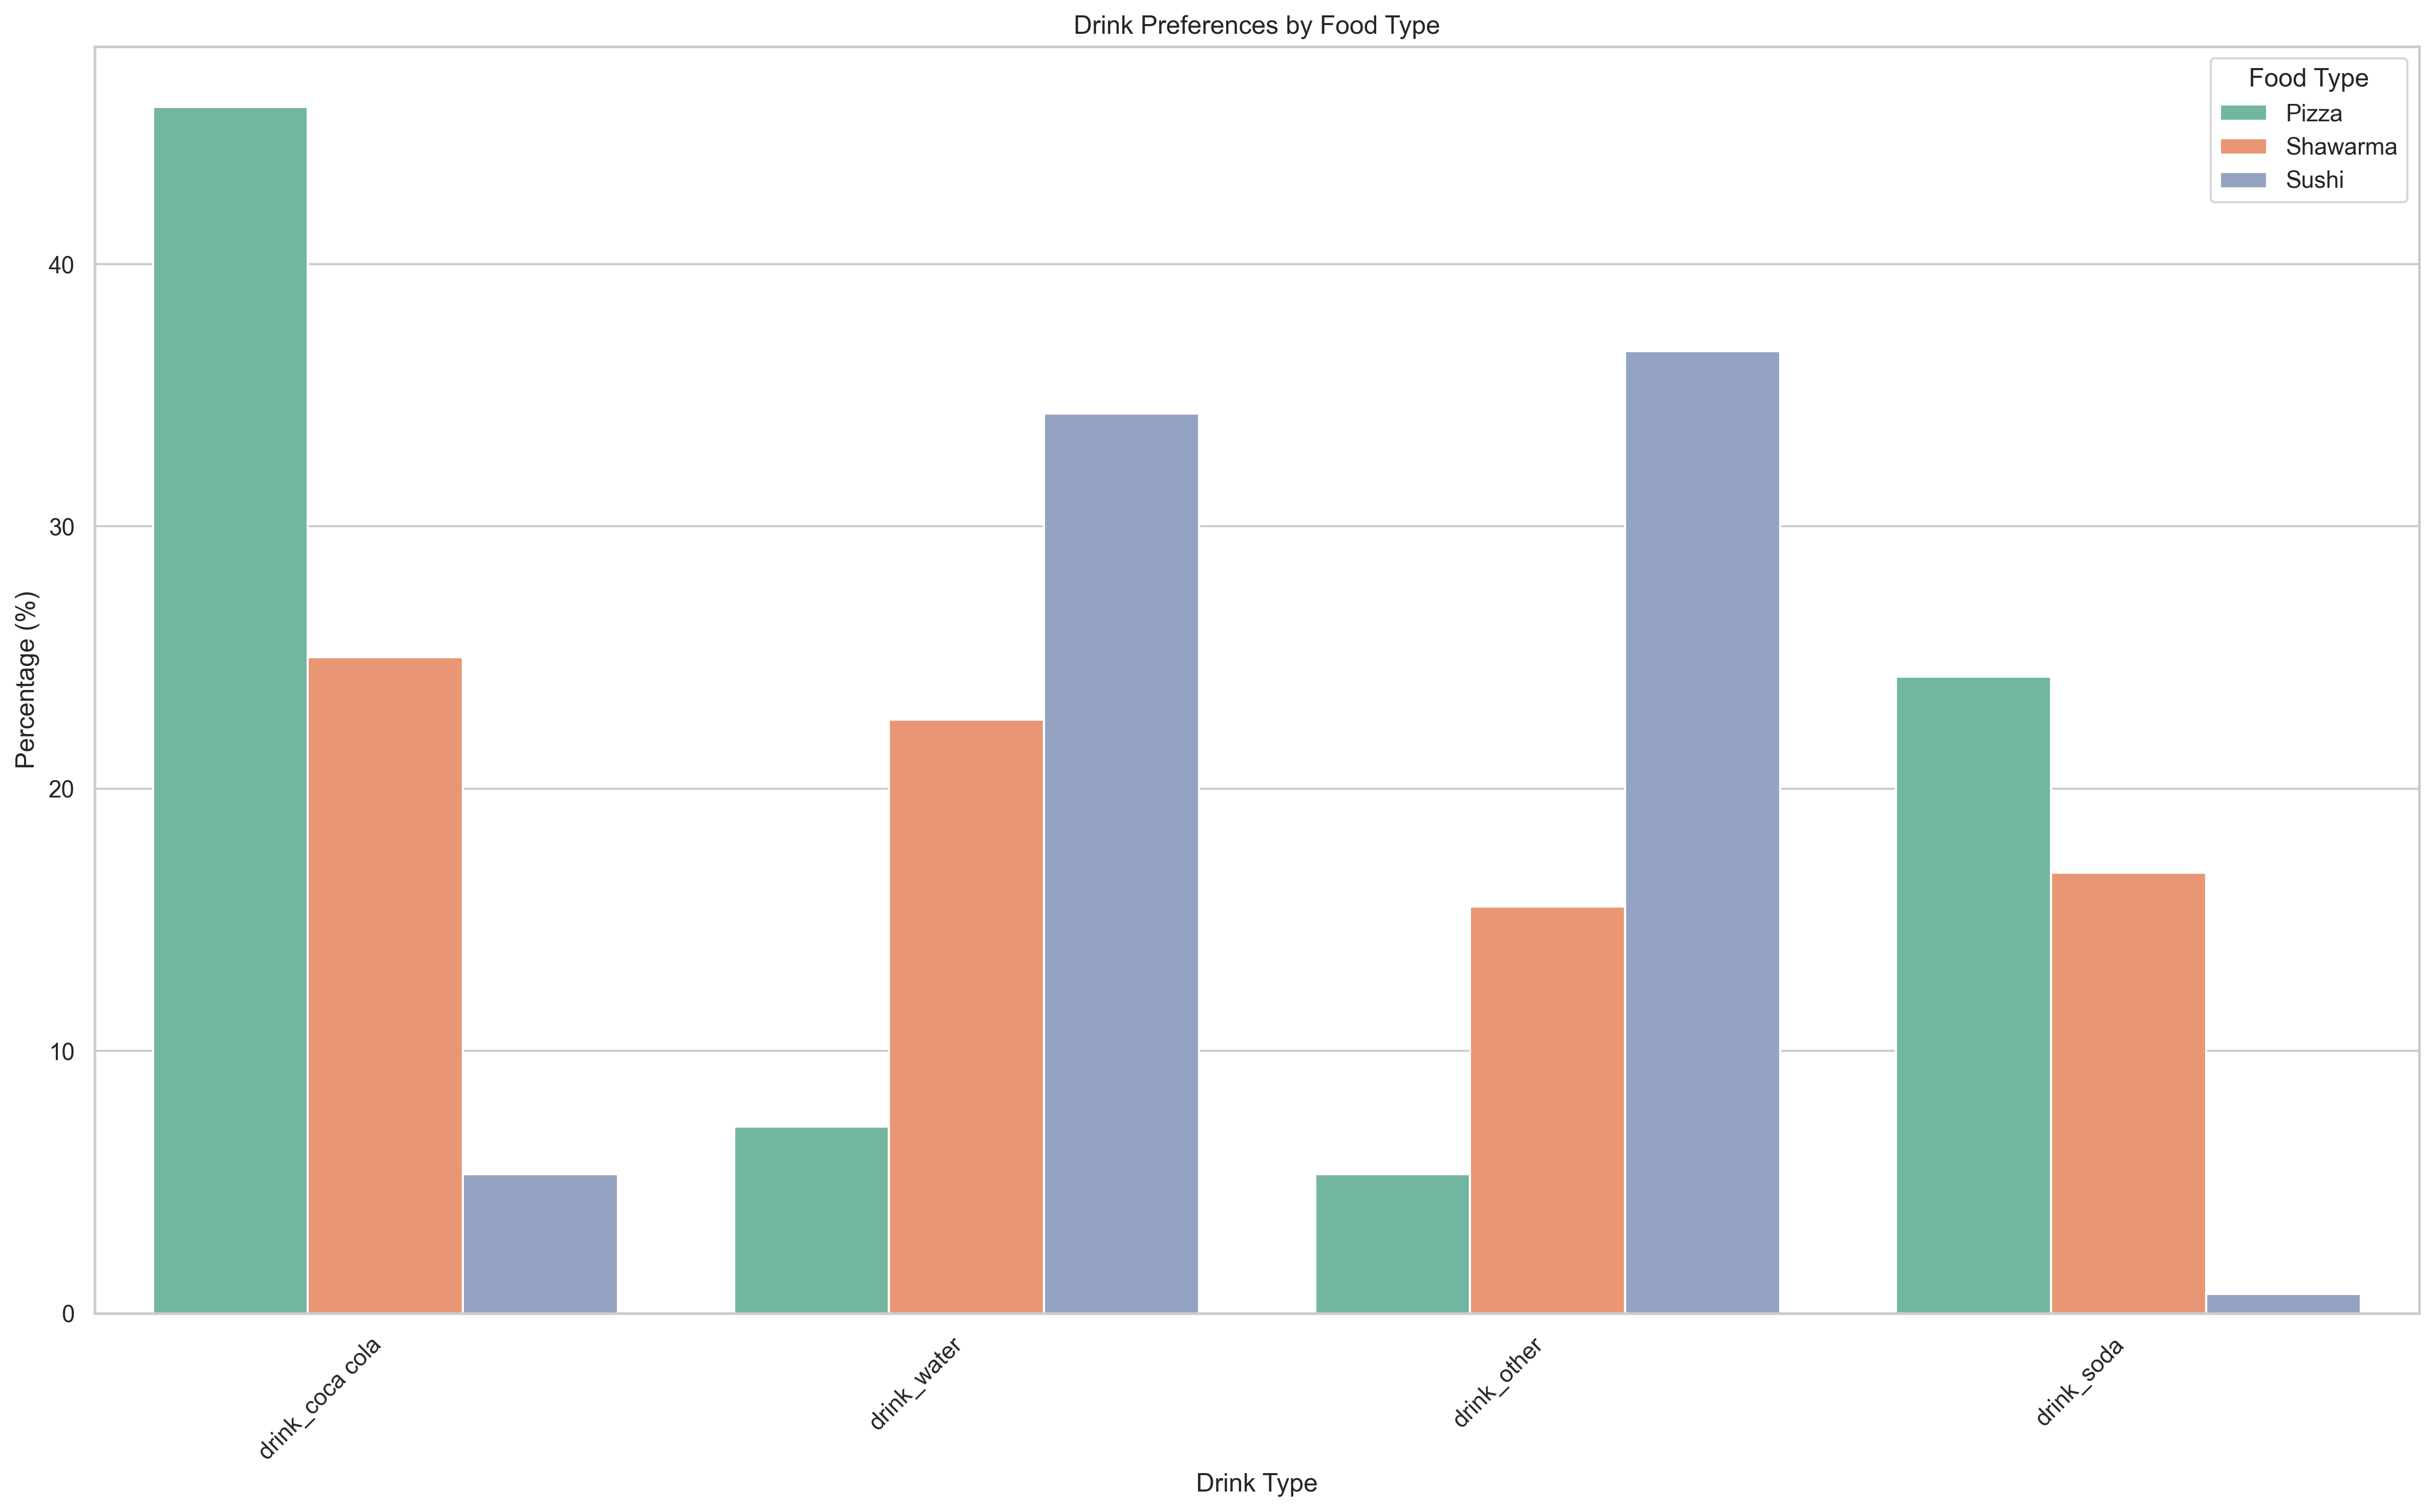 Drink Preferences by Food Type
Food Type
Pizza
Shawarma
Sushi
Percentage (%)
40
30
20
10
0
drink_coca cola
drink_water
drink_other
drink_soda
Drink Type